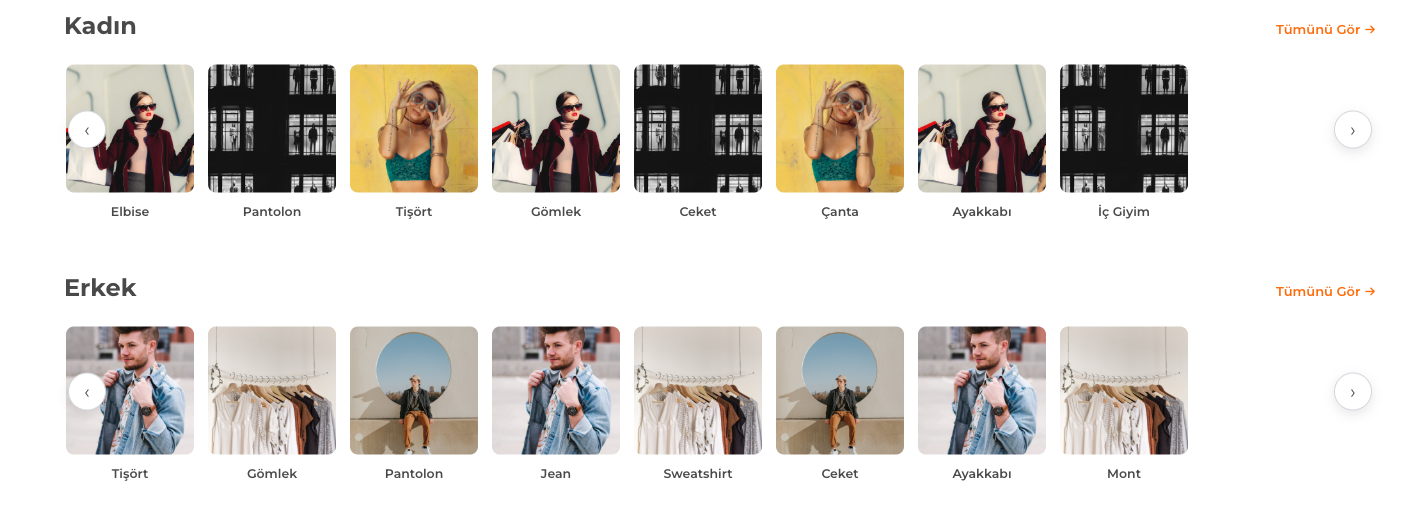 Kadın
Tümünü Gör →
‹
›
Elbise
Pantolon
Tişört
Gömlek
Ceket
Çanta
Ayakkabı
İç Giyim
Erkek
Tümünü Gör →
‹
›
Tişört
Gömlek
Pantolon
Jean
Sweatshirt
Ceket
Ayakkabı
Mont